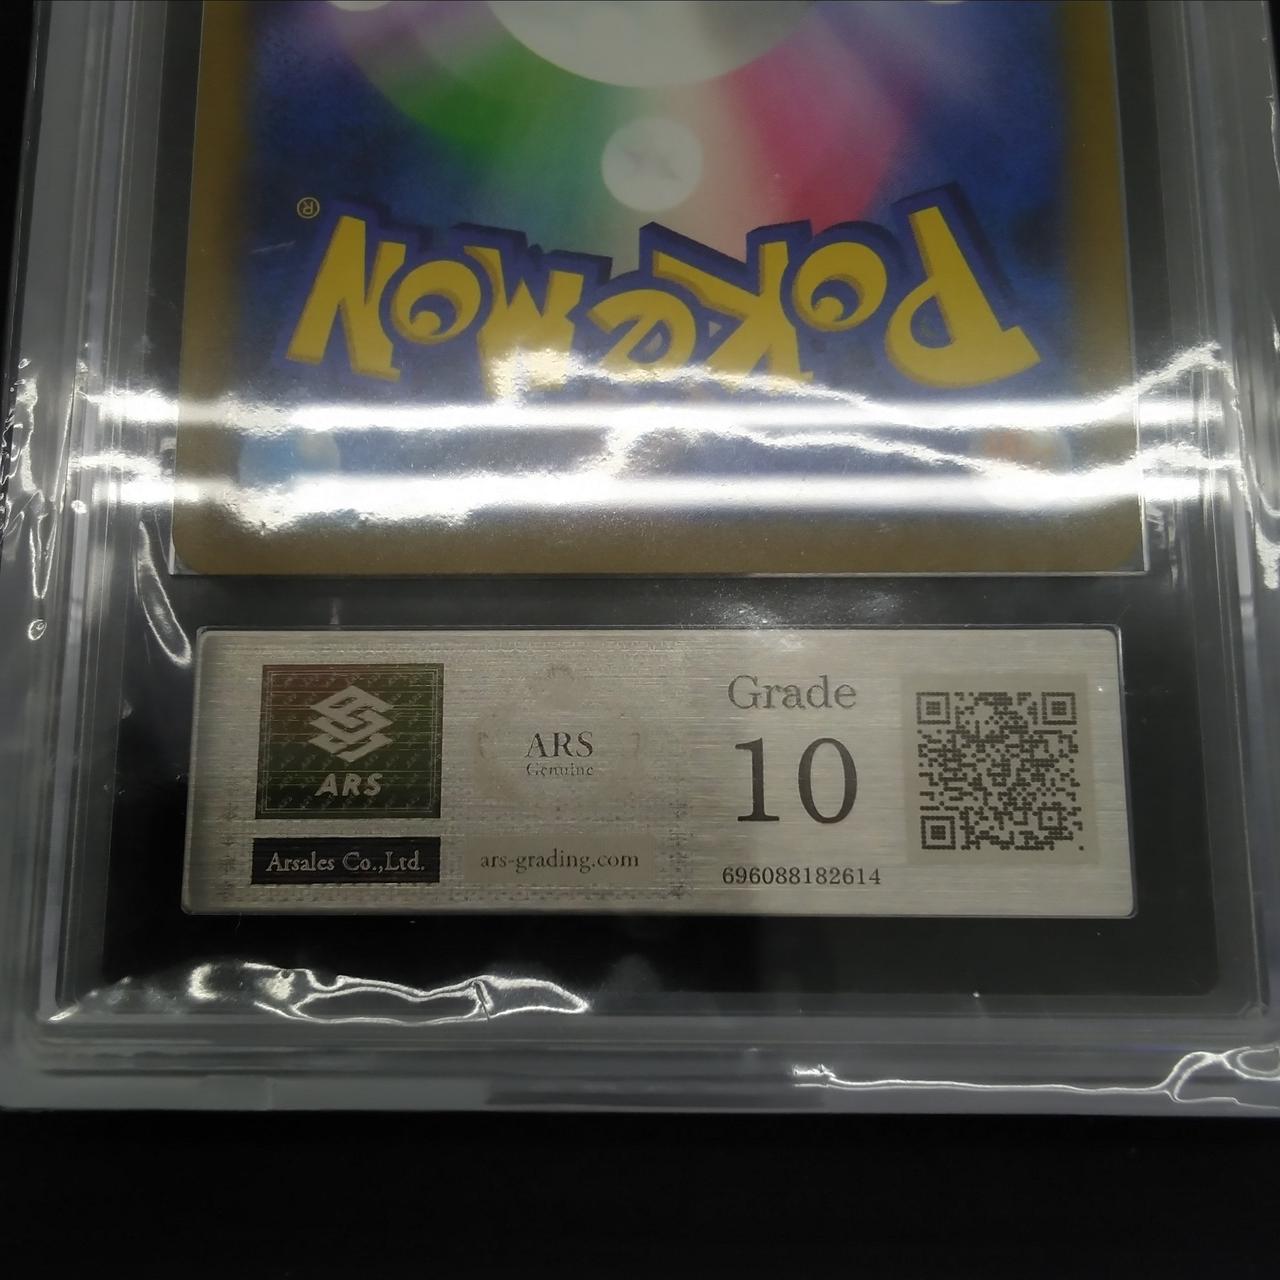 POKéMON
®
ARS
Arsales Co.,Ltd.
ARS
Genuine
ars-grading.com
Grade
10
696088182614